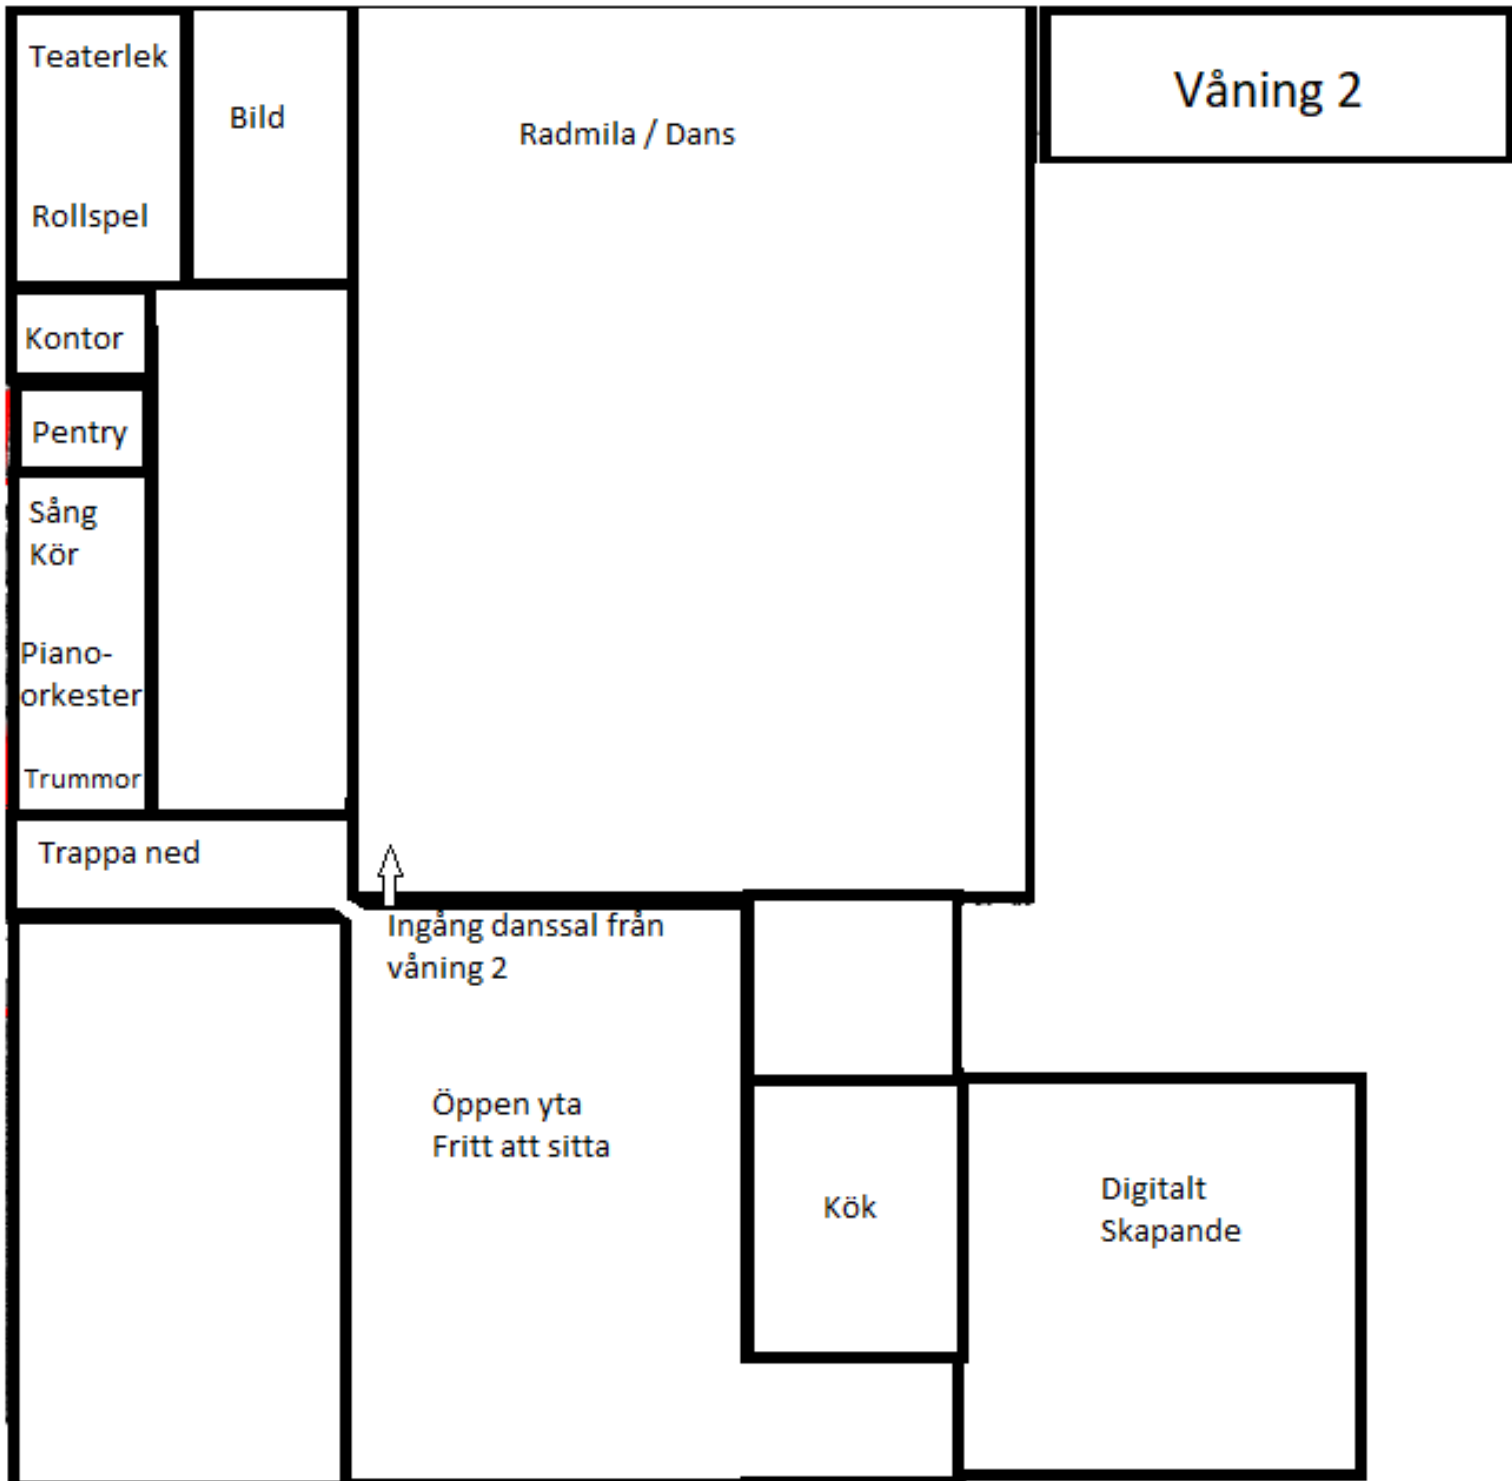 Teaterlek
Rollspel
Bild
Radmila / Dans
Våning 2
Kontor
Pentry
Sång
Kör
Piano-
orkester
Trummor
Trappa ned
Ingång danssal från
våning 2
Öppen yta
Fritt att sitta
Kök
Digitalt
Skapande